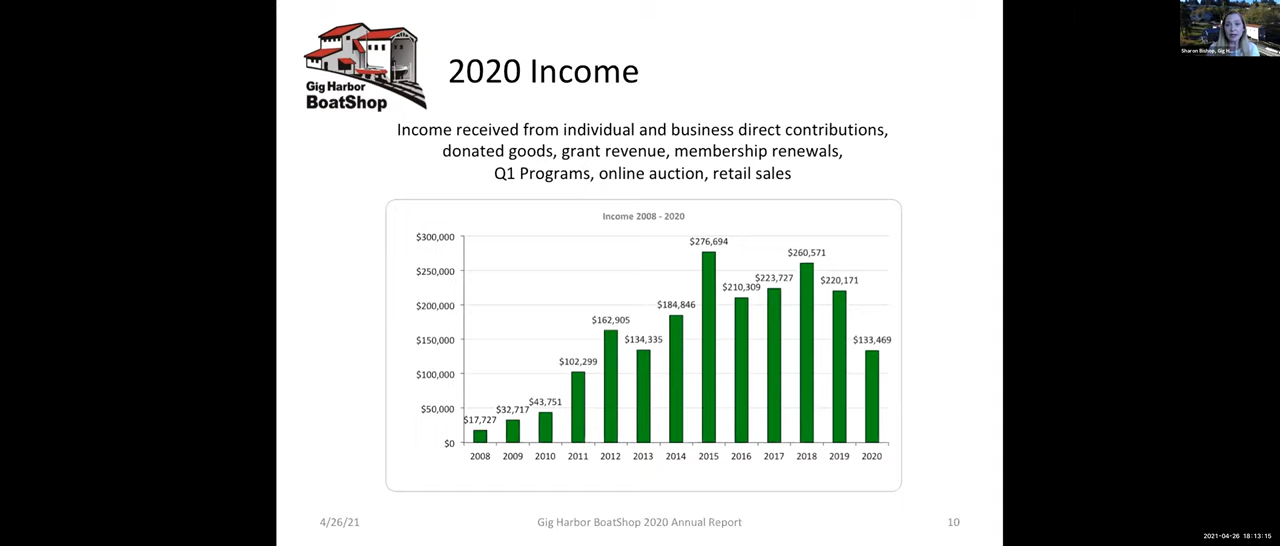 Gig Harbor
BoatShop
2020 Income
Sharon Bishop, Gig H...
Income received from individual and business direct contributions,
donated goods, grant revenue, membership renewals,
Q1 Programs, online auction, retail sales
Income 2008 - 2020
$300,000
$250,000
$200,000
$150,000
$100,000
$50,000
$0
$17,727
$32,717
$43,751
$102,299
$162,905
$134,335
$184,846
$276,694
$210,309
$223,727
$260,571
$220,171
$133,469
2008 2009 2010 2011 2012 2013 2014 2015 2016 2017 2018 2019 2020
4/26/21 Gig Harbor BoatShop 2020 Annual Report 10
2021-04-26 18:13:15